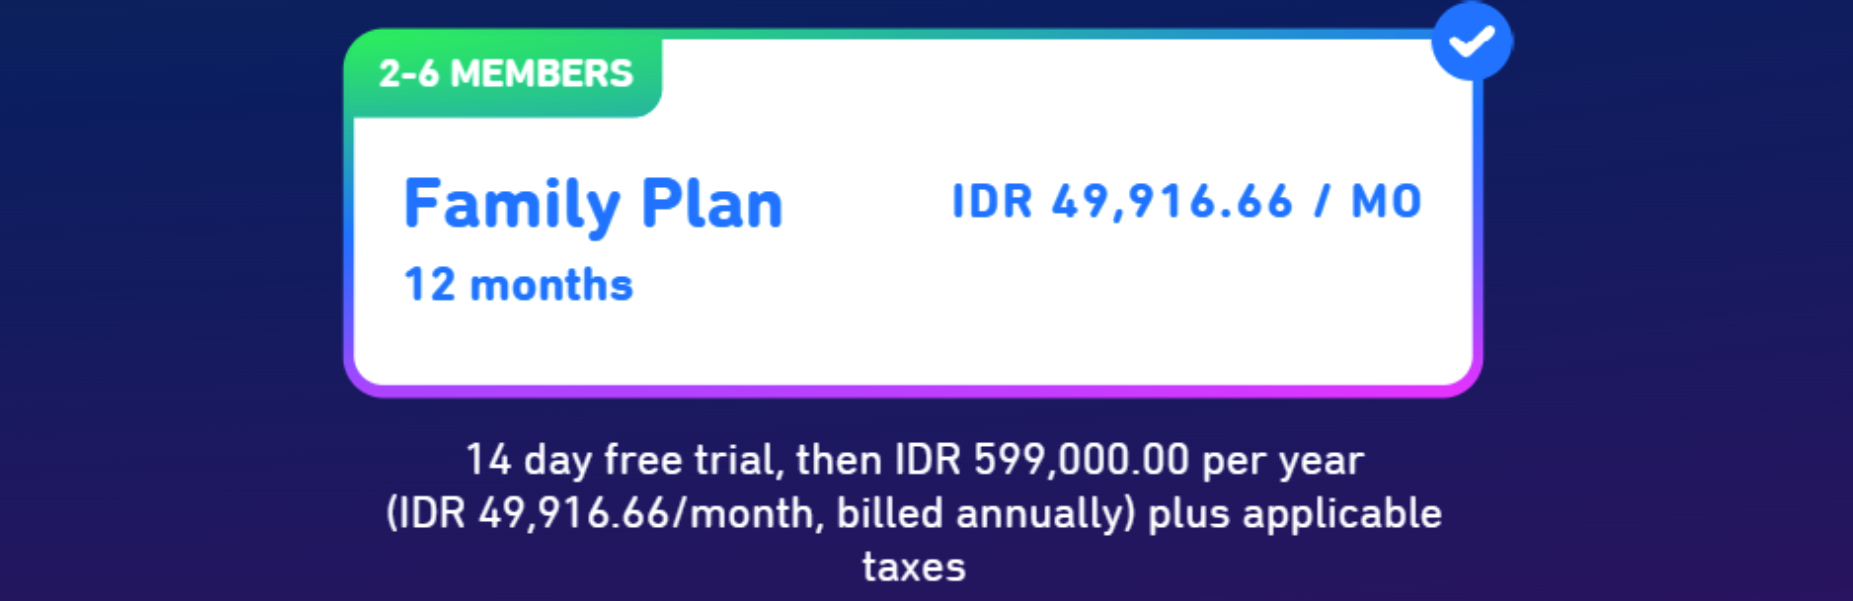 2-6 MEMBERS
Family Plan
IDR 49,916.66 / MO
12 months
14 day free trial, then IDR 599,000.00 per year
(IDR 49,916.66/month, billed annually) plus applicable
taxes